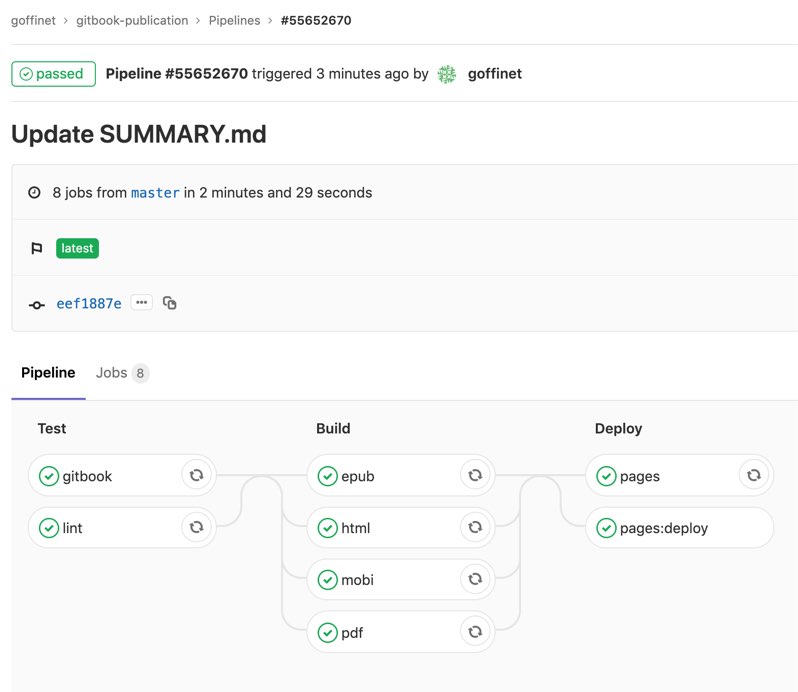 goffinet > gitbook-publication > Pipelines > #55652670
passed Pipeline #55652670 triggered 3 minutes ago by goffinet
Update SUMMARY.md
8 jobs from master in 2 minutes and 29 seconds
latest
eef1887e
Pipeline Jobs 8
Test Build Deploy
gitbook epub pages
lint html pages:deploy
mobi
pdf